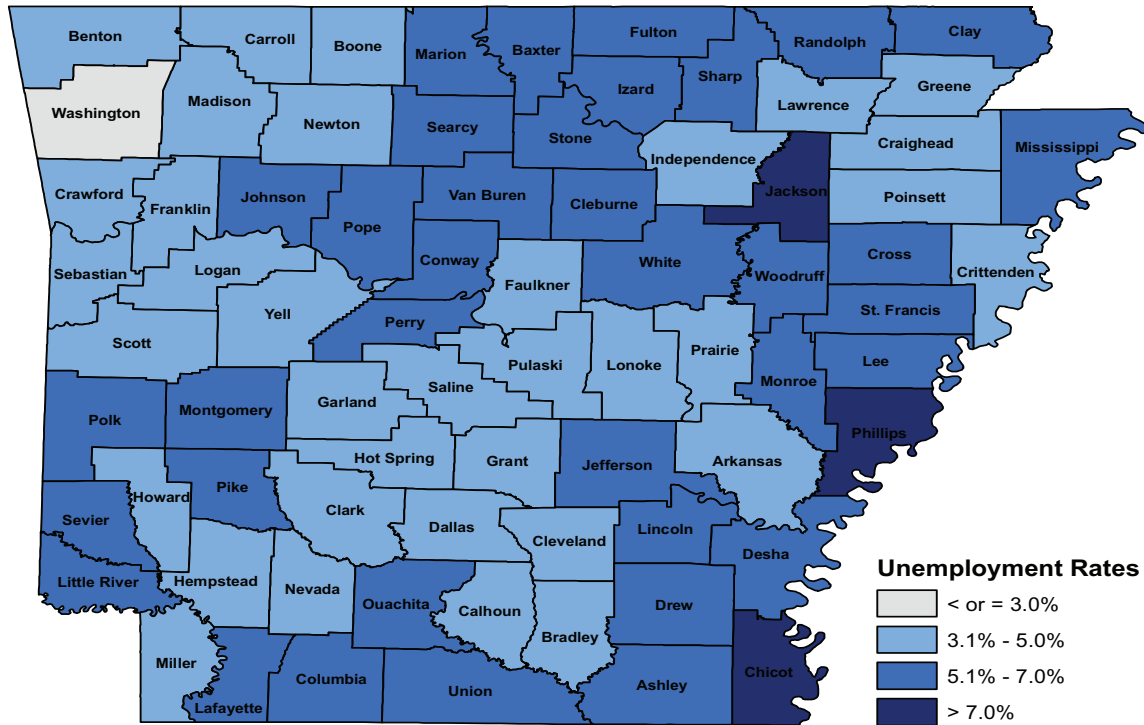 Benton
Carroll
Boone
Marion
Baxter
Fulton
Randolph
Clay
Sharp
Izard
Greene
Washington
Madison
Newton
Searcy
Stone
Lawrence
Independence
Craighead
Mississippi
Crawford
Franklin
Johnson
Pope
Van Buren
Cleburne
Jackson
Poinsett
Sebastian
Logan
Conway
Faulkner
White
Woodruff
Cross
Crittenden
Scott
Yell
Perry
Pulaski
Lonoke
Prairie
St. Francis
Lee
Monroe
Polk
Montgomery
Garland
Saline
Phillips
Hot Spring
Grant
Jefferson
Arkansas
Howard
Pike
Clark
Dallas
Cleveland
Lincoln
Desha
Sevier
Little River
Hempstead
Nevada
Ouachita
Calhoun
Bradley
Drew
Miller
Lafayette
Columbia
Union
Ashley
Chicot
Unemployment Rates
< or = 3.0%
3.1% - 5.0%
5.1% - 7.0%
> 7.0%